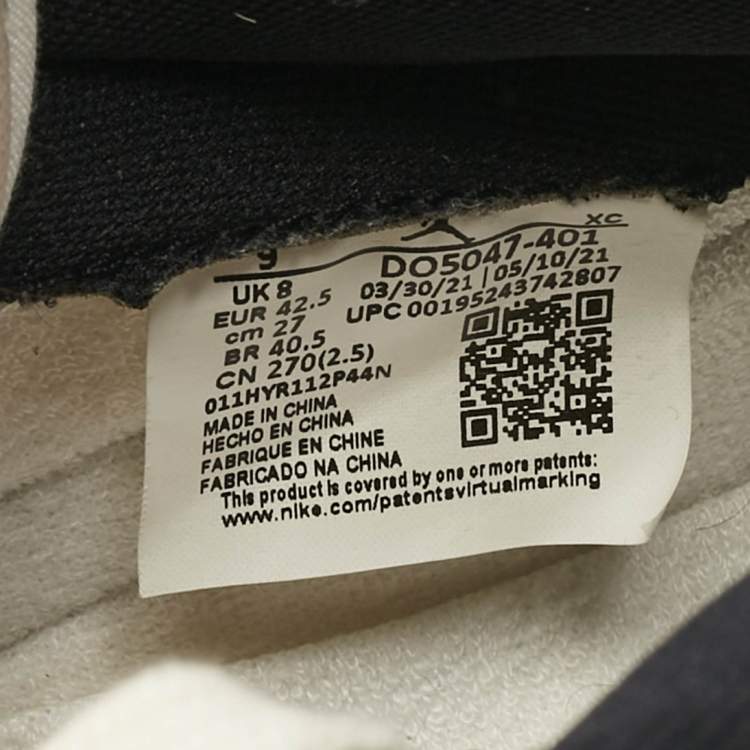 XC
9
DO5047-401
UK 8
03/30/21 | 05/10/21
EUR 42.5
UPC 00195243742807
cm 27
BR 40.5
CN 270(2.5)
011HYR112P44N
MADE IN CHINA
HECHO EN CHINA
FABRIQUE EN CHINE
FABRICADO NA CHINA
This product is covered by one or more patents:
www.nike.com/patentsvirtualmarking